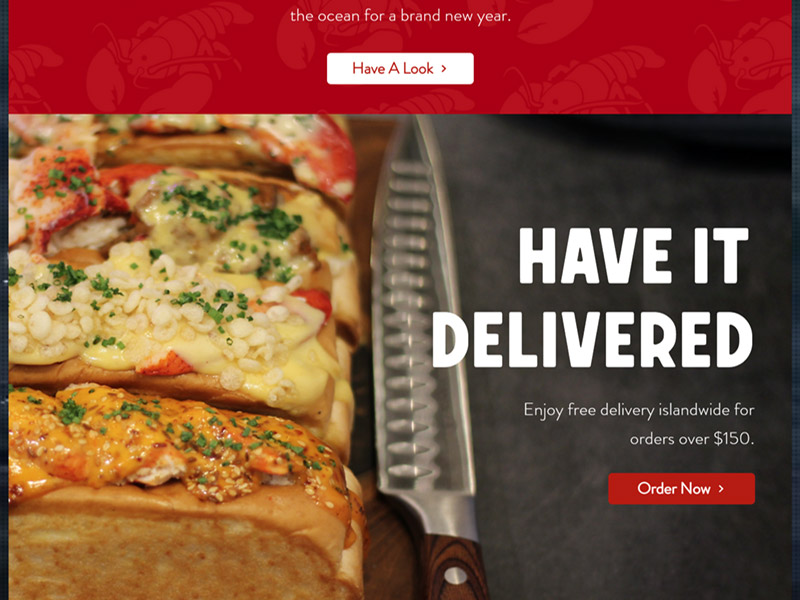 the ocean for a brand new year.
Have A Look ›
HAVE IT
DELIVERED
Enjoy free delivery islandwide for
orders over $150.
Order Now ›